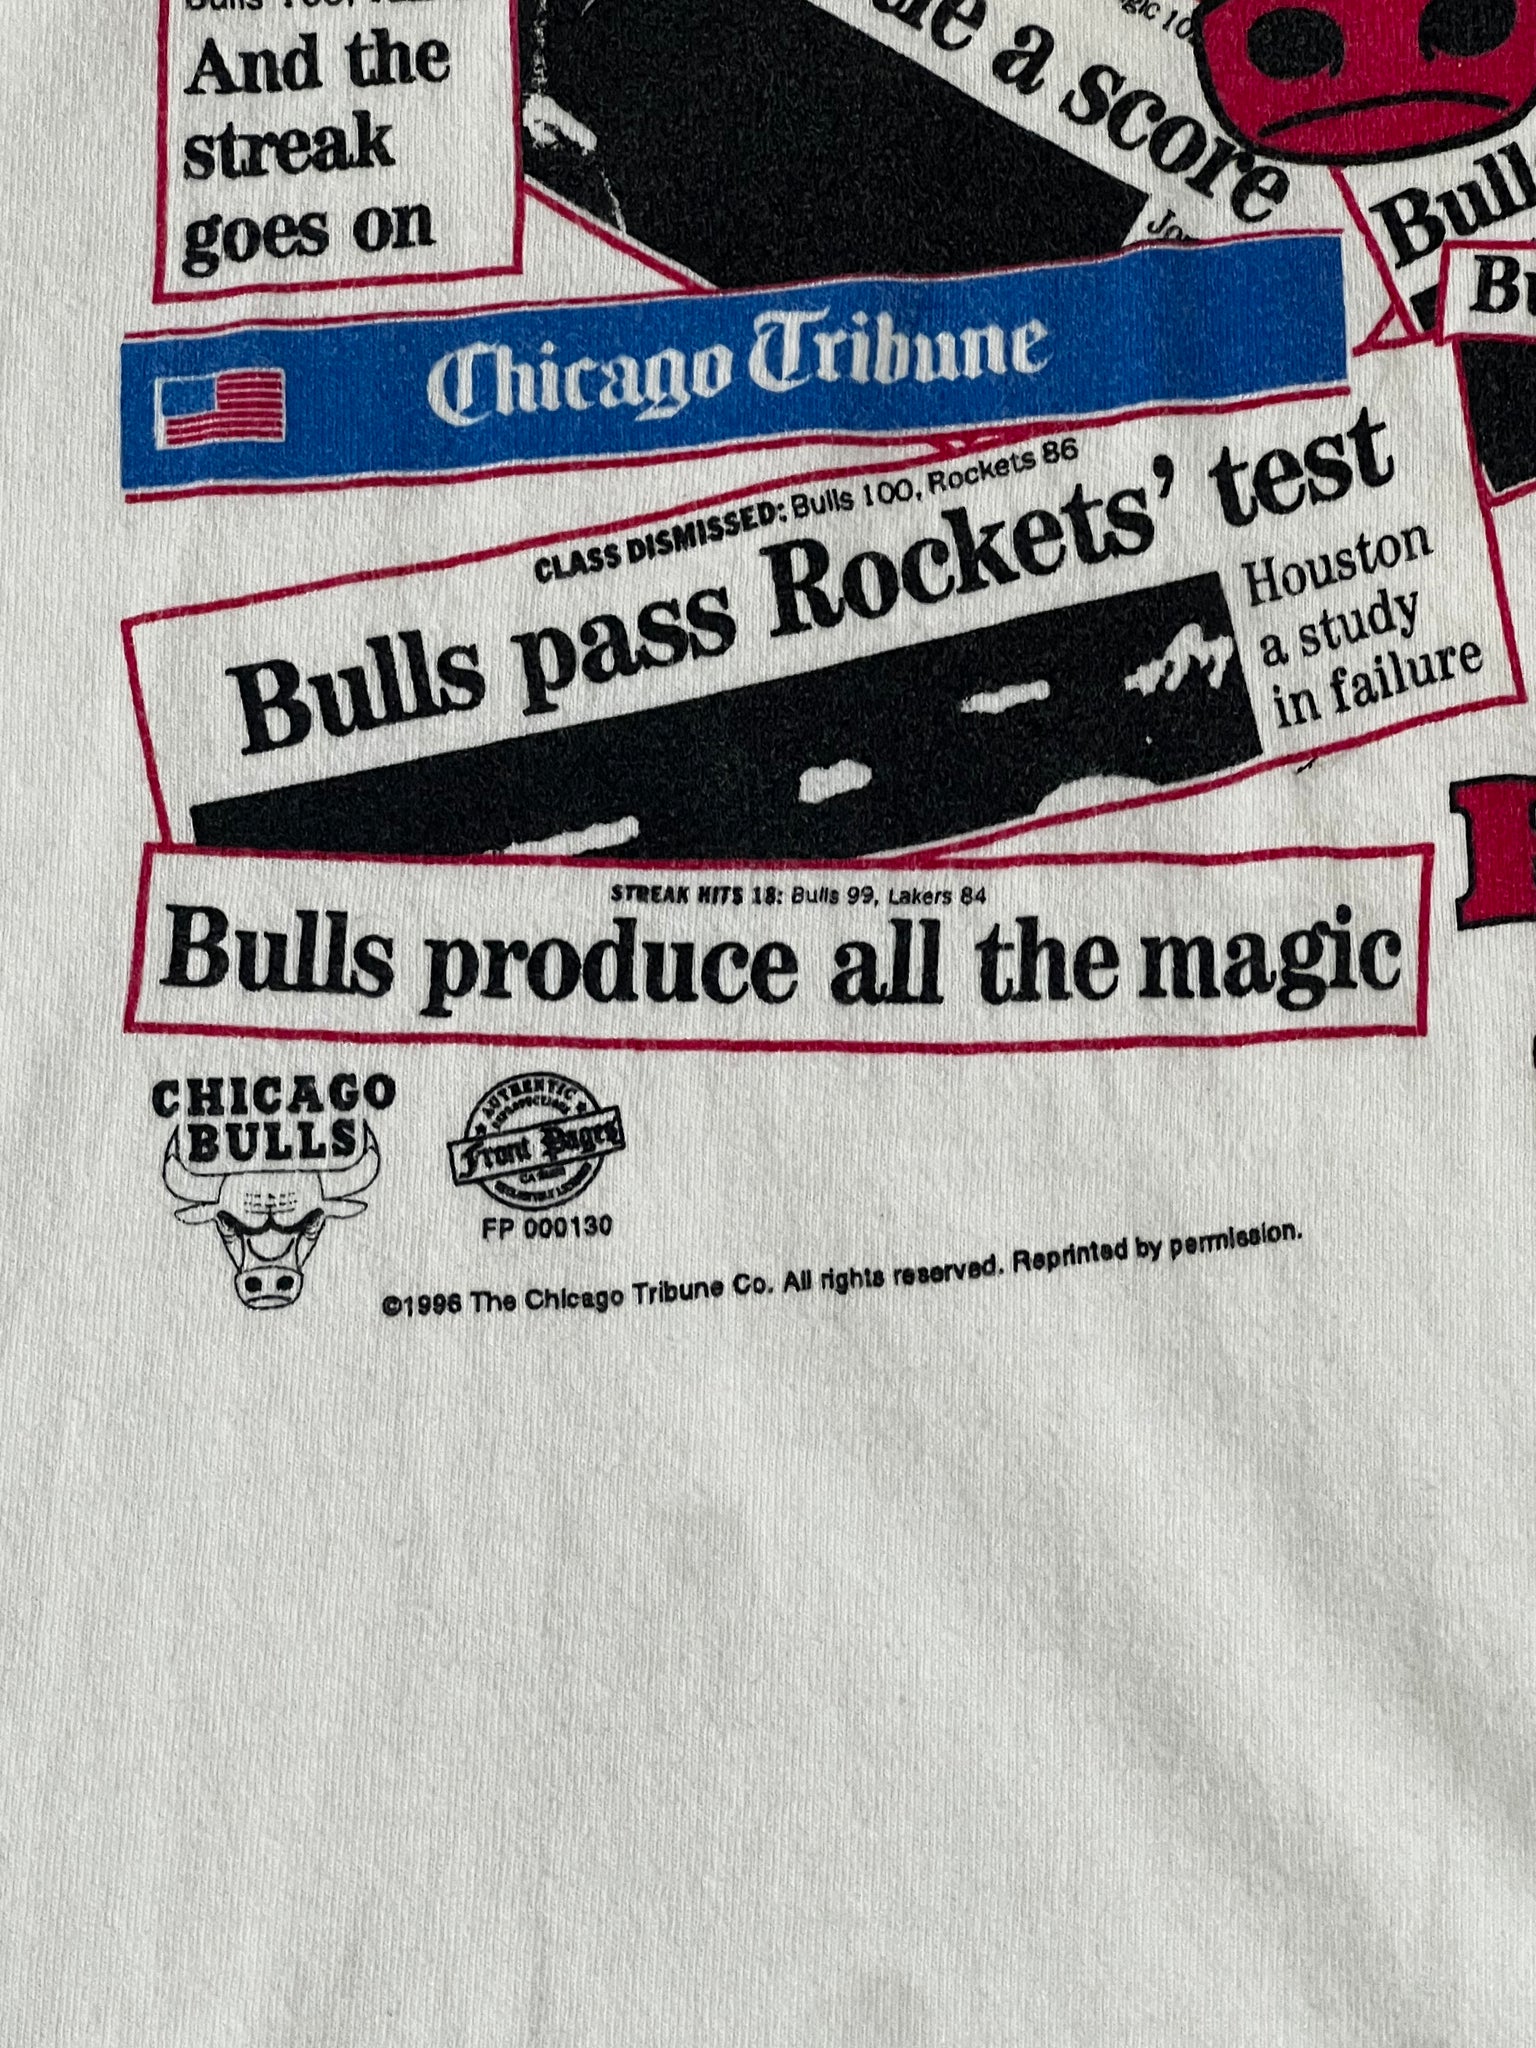 And the
streak
goes on
a score
Bull
Chicago Tribune
CLASS DISMISSED: Bulls 100, Rockets 86
Bulls pass Rockets' test
Houston
a study
in failure
STREAK HITS 18: Bulls 99, Lakers 84
Bulls produce all the magic
CHICAGO
BULLS
AUTHENTIC
Front Pages
FP 000130
©1996 The Chicago Tribune Co. All rights reserved. Reprinted by permission.